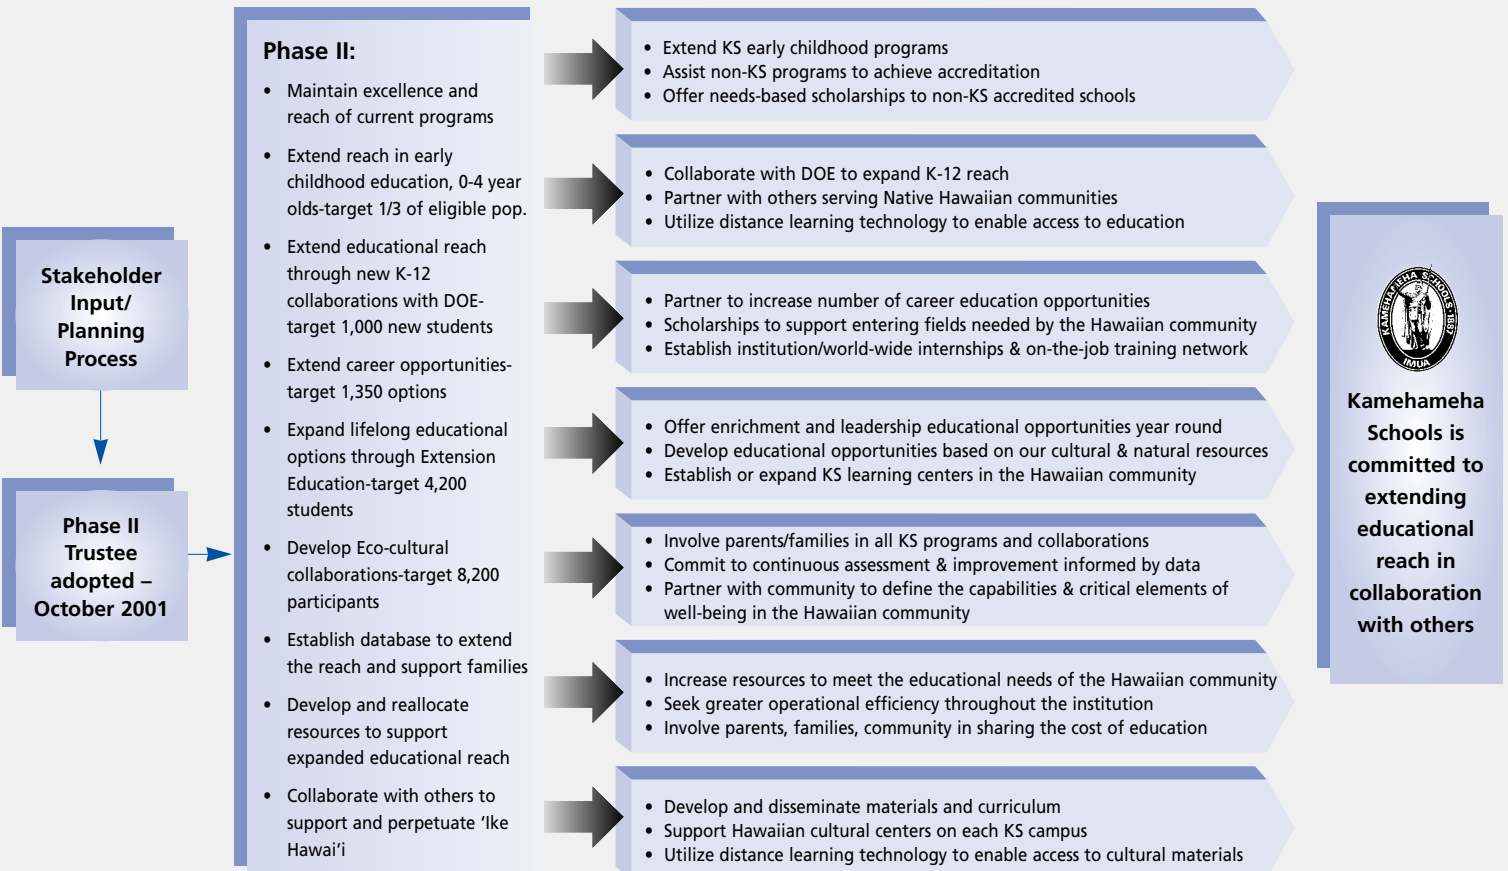 Stakeholder
Input/
Planning
Process
Phase II
Trustee
adopted –
October 2001
Phase II:
• Maintain excellence and
reach of current programs
• Extend reach in early
childhood education, 0-4 year
olds-target 1/3 of eligible pop.
• Extend educational reach
through new K-12
collaborations with DOE-
target 1,000 new students
• Extend career opportunities-
target 1,350 options
• Expand lifelong educational
options through Extension
Education-target 4,200
students
• Develop Eco-cultural
collaborations-target 8,200
participants
• Establish database to extend
the reach and support families
• Develop and reallocate
resources to support
expanded educational reach
• Collaborate with others to
support and perpetuate ‘Ike
Hawai‘i
• Extend KS early childhood programs
• Assist non-KS programs to achieve accreditation
• Offer needs-based scholarships to non-KS accredited schools
• Collaborate with DOE to expand K-12 reach
• Partner with others serving Native Hawaiian communities
• Utilize distance learning technology to enable access to education
• Partner to increase number of career education opportunities
• Scholarships to support entering fields needed by the Hawaiian community
• Establish institution/world-wide internships & on-the-job training network
• Offer enrichment and leadership educational opportunities year round
• Develop educational opportunities based on our cultural & natural resources
• Establish or expand KS learning centers in the Hawaiian community
• Involve parents/families in all KS programs and collaborations
• Commit to continuous assessment & improvement informed by data
• Partner with community to define the capabilities & critical elements of
well-being in the Hawaiian community
• Increase resources to meet the educational needs of the Hawaiian community
• Seek greater operational efficiency throughout the institution
• Involve parents, families, community in sharing the cost of education
• Develop and disseminate materials and curriculum
• Support Hawaiian cultural centers on each KS campus
• Utilize distance learning technology to enable access to cultural materials
KAMEHAMEHA SCHOOLS·1887
IMUA
Kamehameha
Schools is
committed to
extending
educational
reach in
collaboration
with others